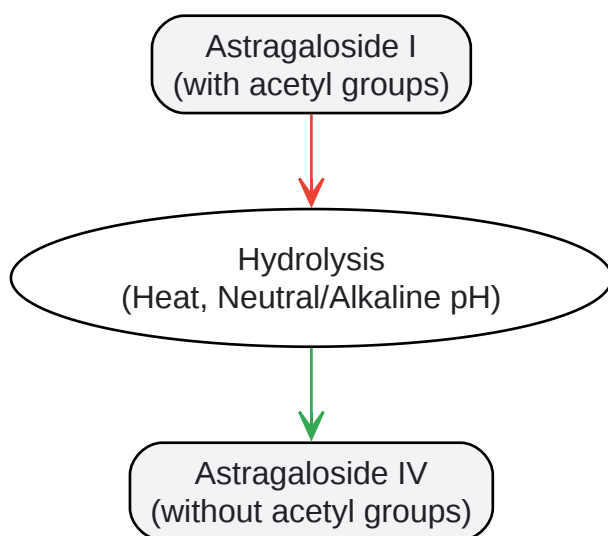 Astragaloside I
(with acetyl groups)
Hydrolysis
(Heat, Neutral/Alkaline pH)
Astragaloside IV
(without acetyl groups)